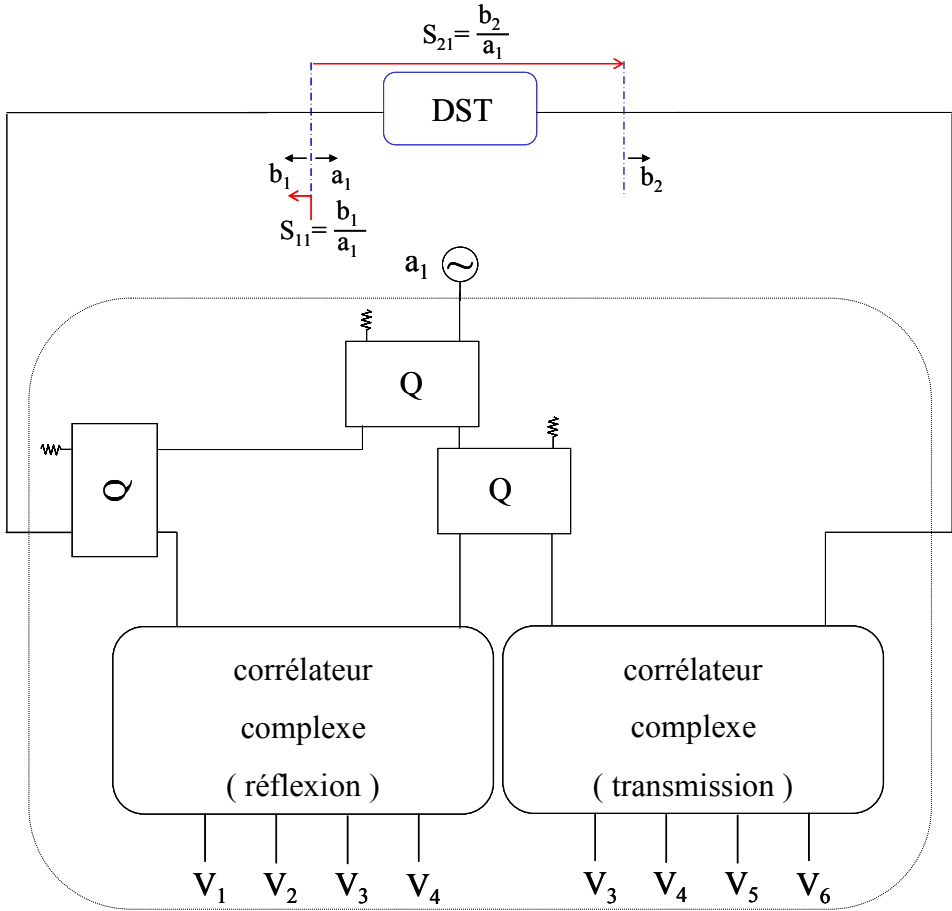 S21= b2/a1
DST
b1 a1
b2
S11= b1/a1
a1 ~
Q
Q
Q
corrélateur
complexe
( réflexion )
corrélateur
complexe
( transmission )
V1 V2 V3 V4
V3 V4 V5 V6